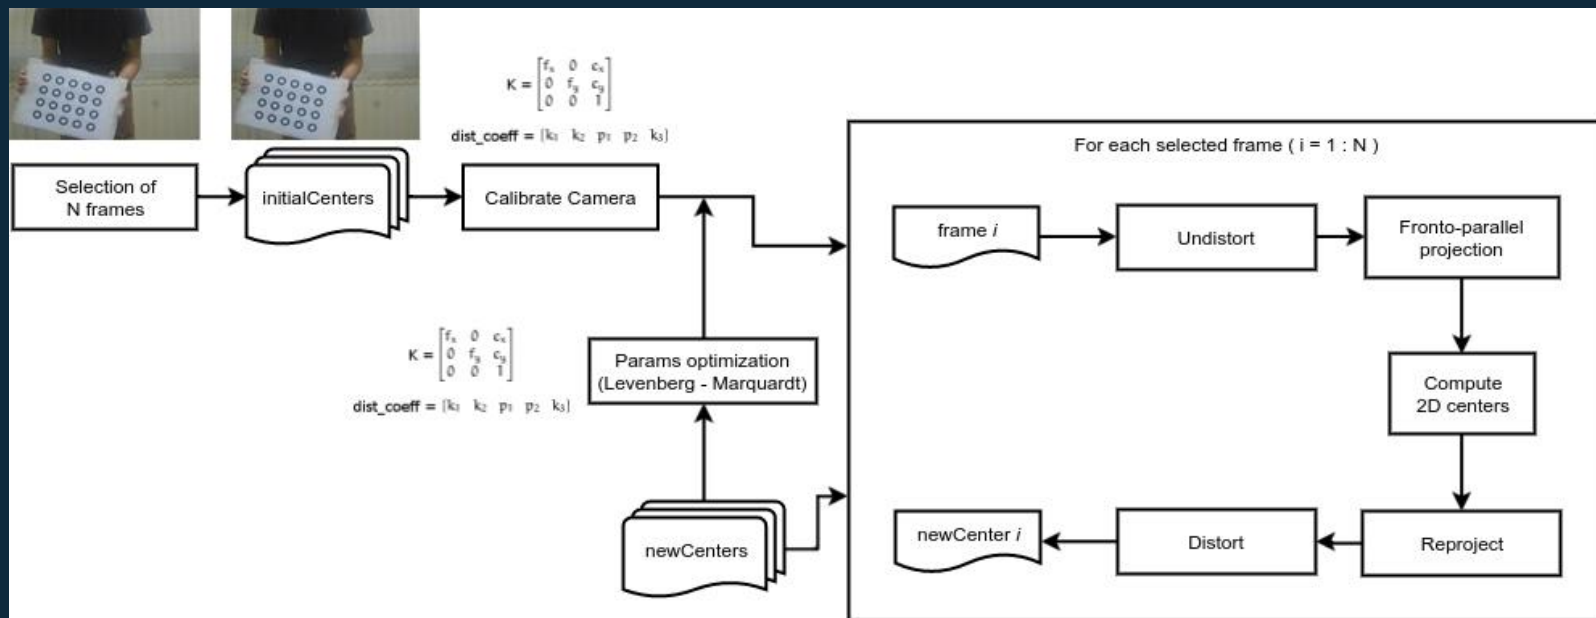 K = [fx 0 cx
0 fy cy
0 0 1]
dist_coeff = [k1 k2 p1 p2 k3]
Selection of
N frames
initialCenters
Calibrate Camera
For each selected frame ( i = 1 : N )
frame i
Undistort
Fronto-parallel
projection
Compute
2D centers
Reproject
Distort
newCenter i
K = [fx 0 cx
0 fy cy
0 0 1]
dist_coeff = [k1 k2 p1 p2 k3]
Params optimization
(Levenberg - Marquardt)
newCenters